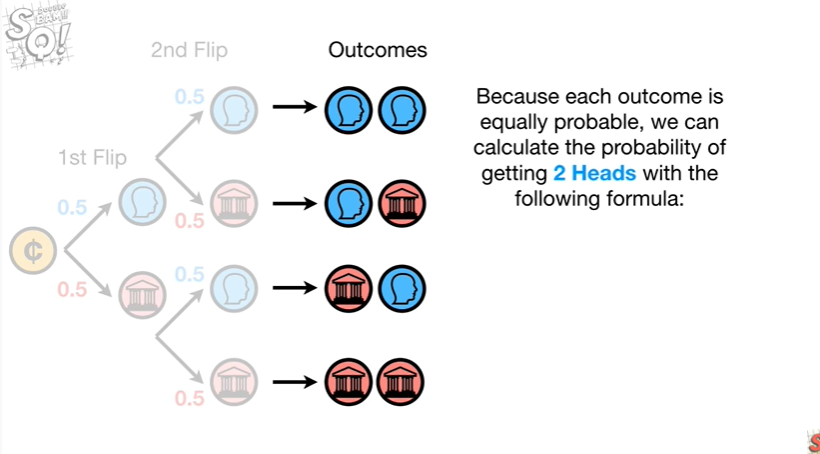 2nd Flip
Outcomes
0.5
Because each outcome is
equally probable, we can
calculate the probability of
getting 2 Heads with the
following formula:
1st Flip
0.5
0.5
¢
0.5
0.5
0.5
SQ!